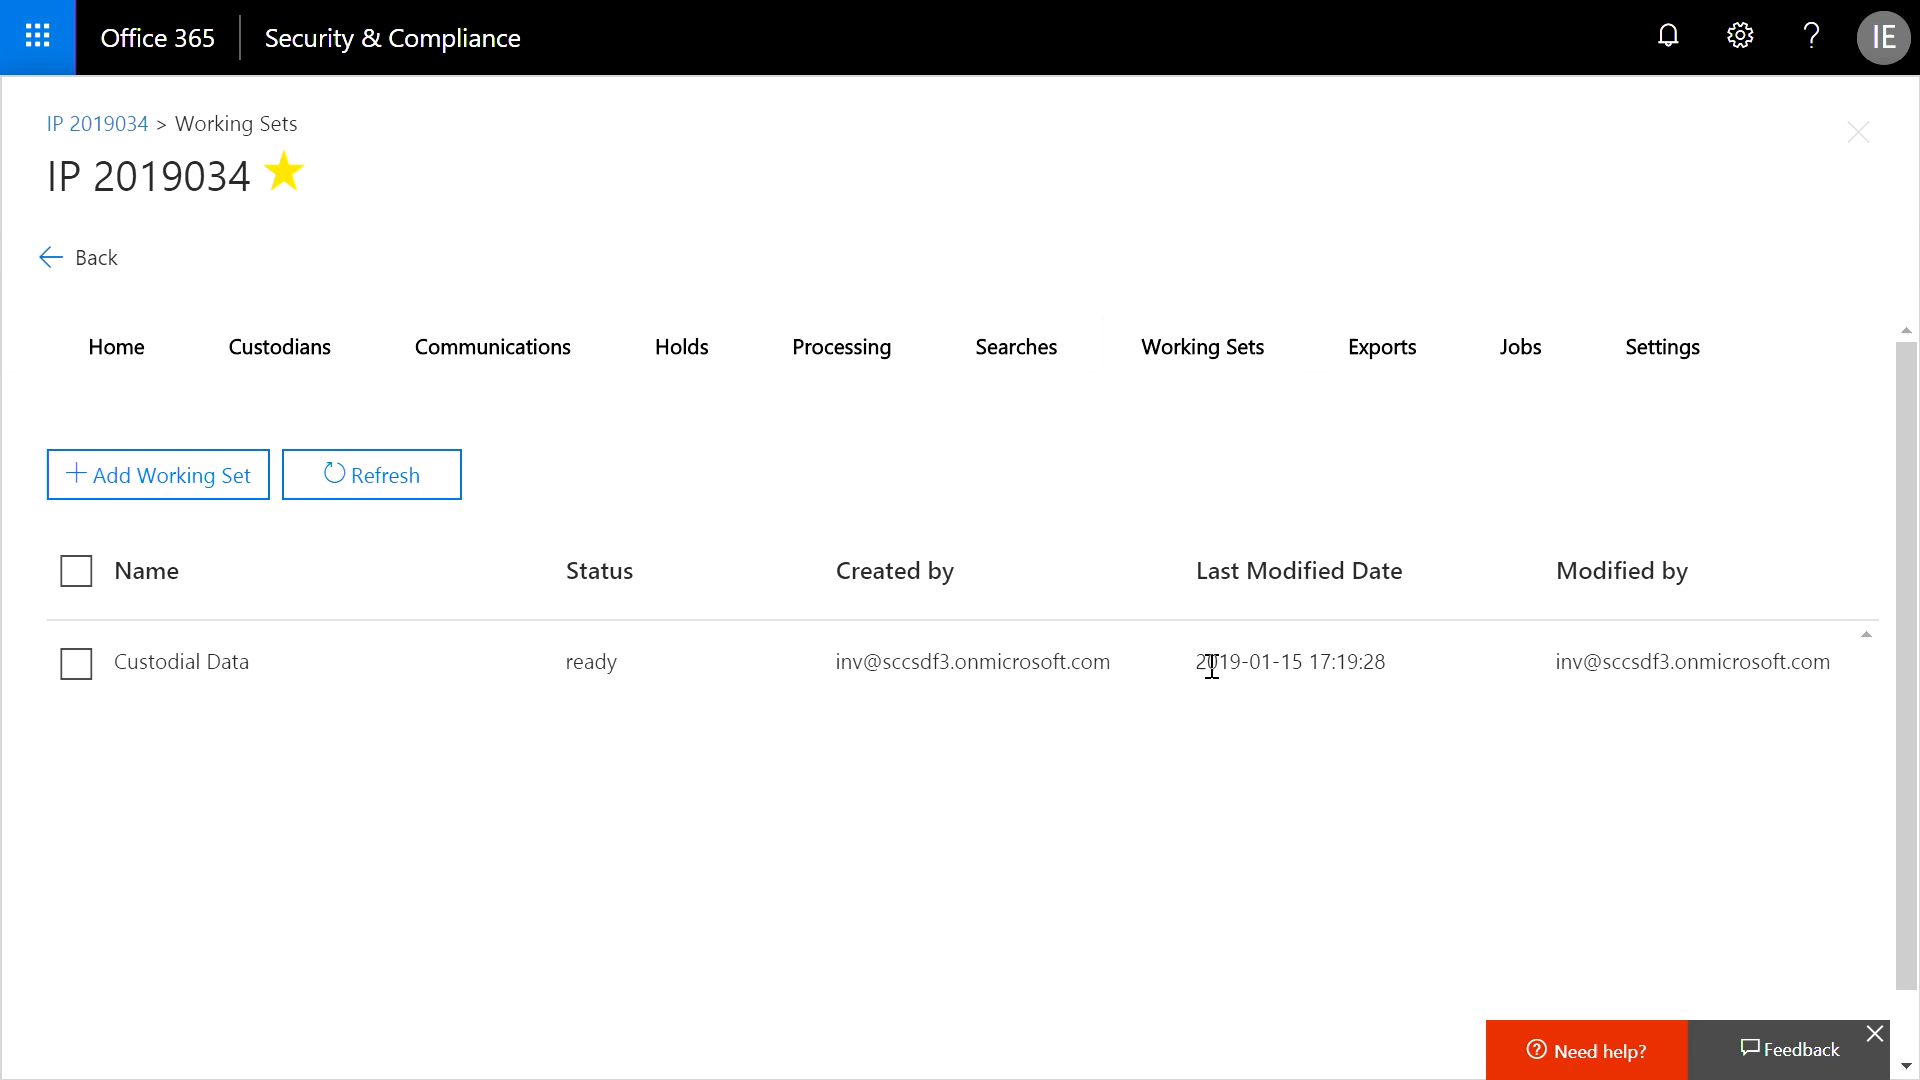 Office 365 Security & Compliance IE
IP 2019034 > Working Sets
IP 2019034
Back
Home Custodians Communications Holds Processing Searches Working Sets Exports Jobs Settings
Add Working Set Refresh
Name Status Created by Last Modified Date Modified by
Custodial Data ready inv@sccsdf3.onmicrosoft.com 2019-01-15 17:19:28 inv@sccsdf3.onmicrosoft.com
Need help? Feedback